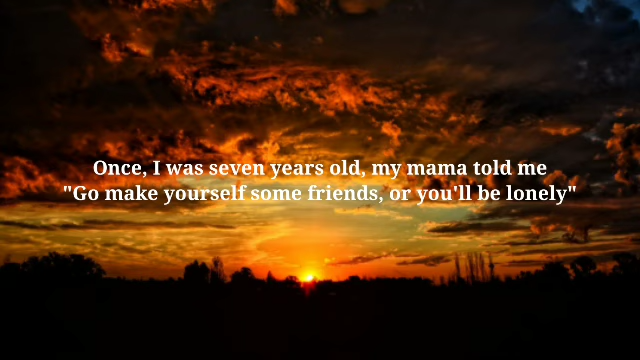 Once, I was seven years old, my mama told me
"Go make yourself some friends, or you'll be lonely"